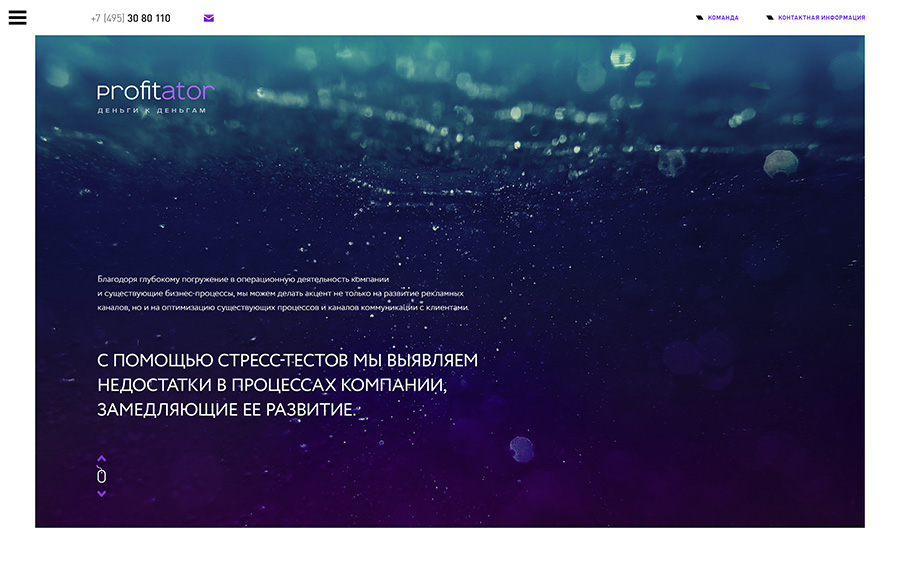 +7 (495) 30 80 110
КОМАНДА
КОНТАКТНАЯ ИНФОРМАЦИЯ
profitator
ДЕНЬГИ К ДЕНЬГАМ
Благодоря глубокому погружение в операционную деятельность компании
и существующие бизнес-процессы, мы можем делать акцент не только на развитие рекламных
каналов, но и на оптимизацию существующих процессов и каналов коммуникации с клиентами.
С ПОМОЩЬЮ СТРЕСС-ТЕСТОВ МЫ ВЫЯВЛЯЕМ
НЕДОСТАТКИ В ПРОЦЕССАХ КОМПАНИИ,
ЗАМЕДЛЯЮЩИЕ ЕЕ РАЗВИТИЕ.